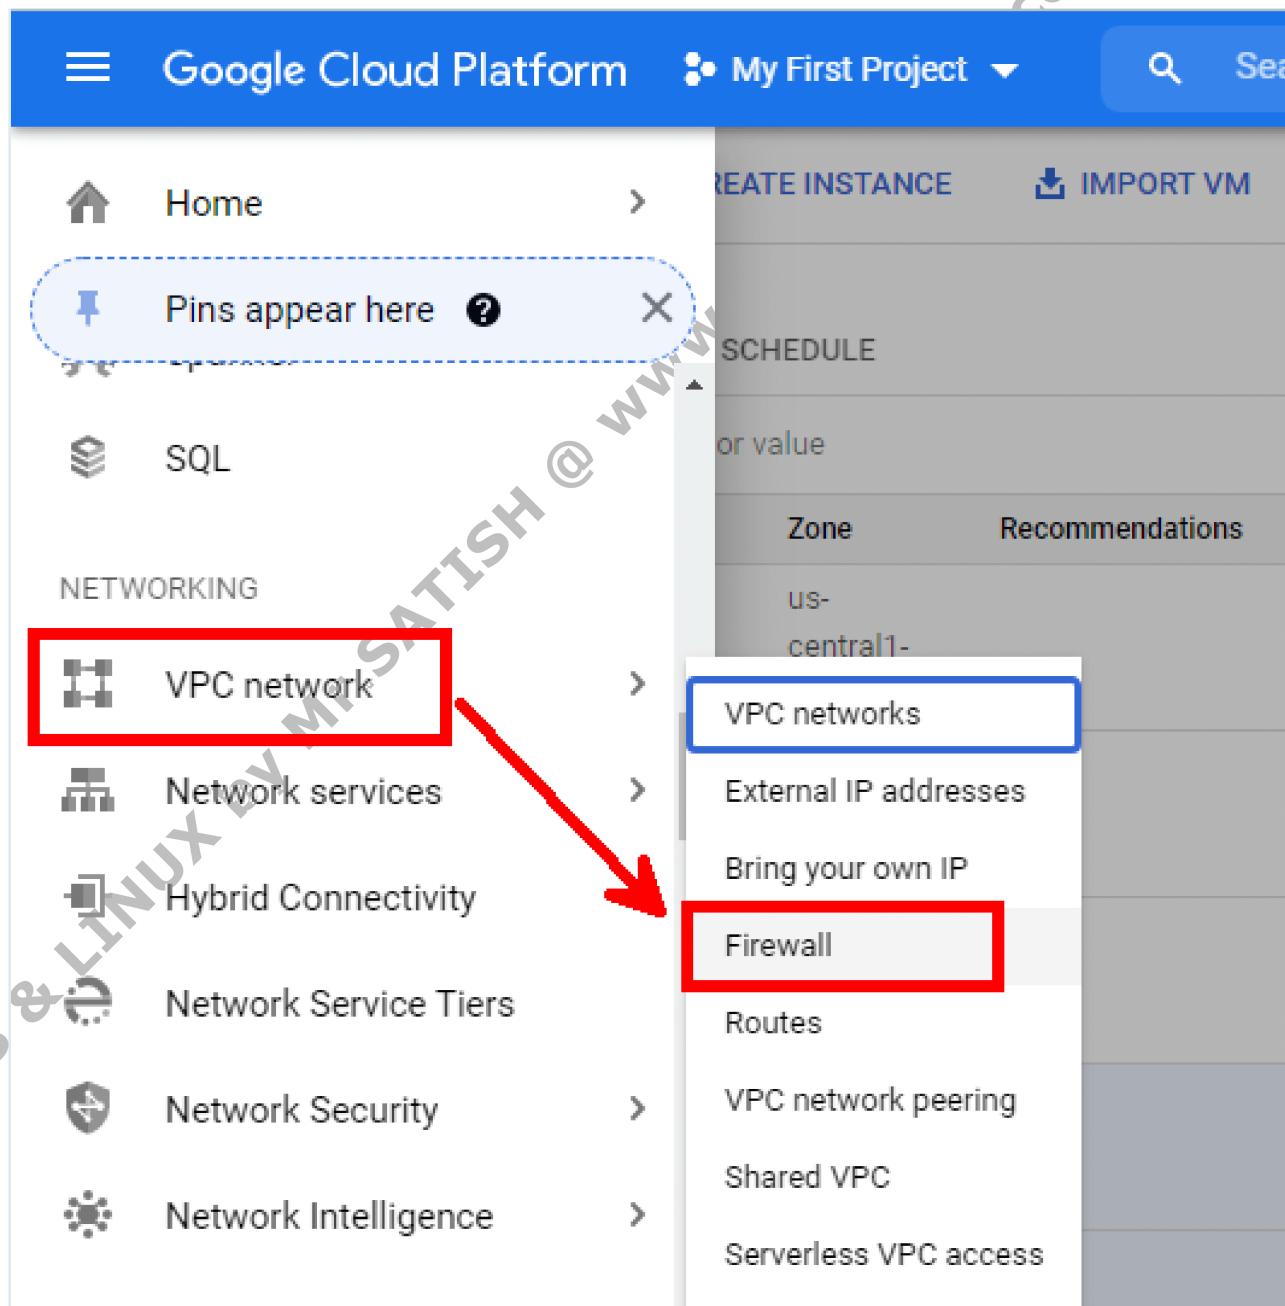 Google Cloud Platform
My First Project
Home
Pins appear here
SQL
NETWORKING
VPC network
Network services
Hybrid Connectivity
Network Service Tiers
Network Security
Network Intelligence
VPC networks
External IP addresses
Bring your own IP
Firewall
Routes
VPC network peering
Shared VPC
Serverless VPC access
IMPORT VM
INSTANCE
SCHEDULE
or value
Zone
Recommendations
us-
central1-
& LINUX by Mr. SATISH @